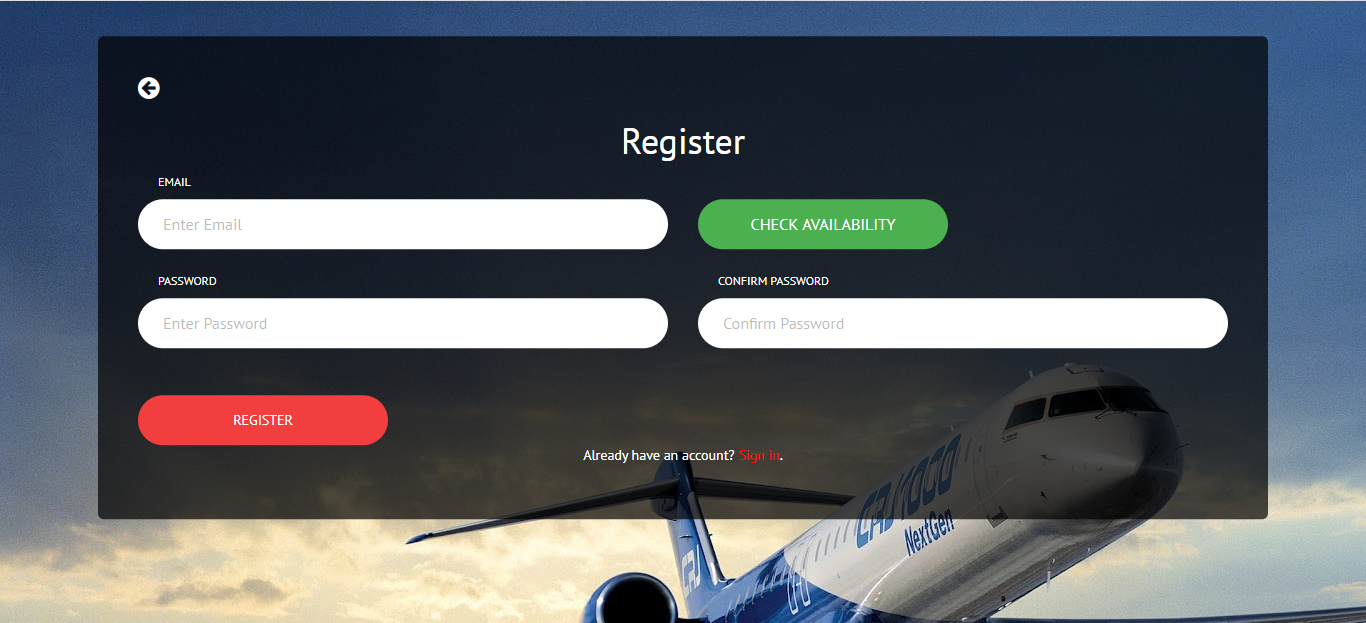 Register
EMAIL
Enter Email
CHECK AVAILABILITY
PASSWORD
CONFIRM PASSWORD
Enter Password
Confirm Password
REGISTER
Already have an account? Sign in.
CRJ1000
NextGen
CRJ